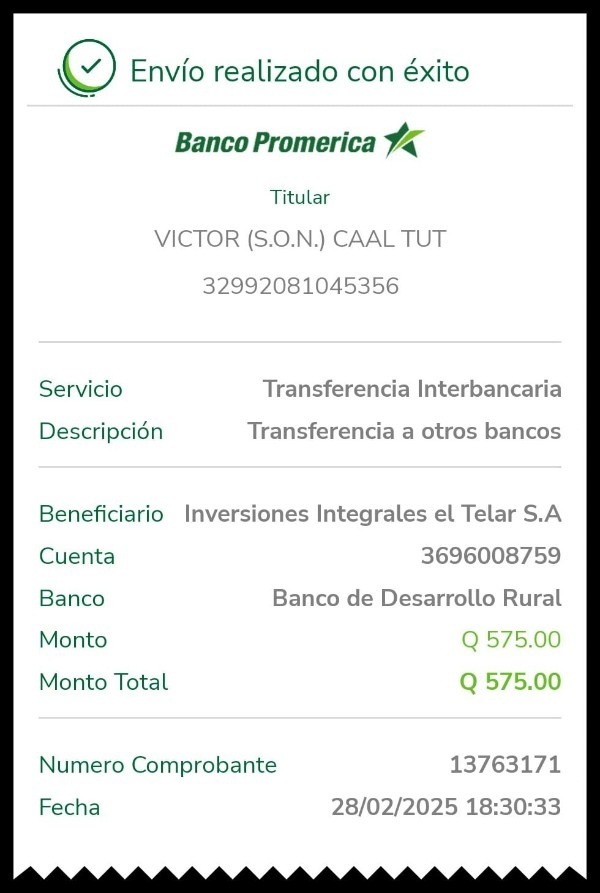 Envío realizado con éxito
Banco Promerica
Titular
VICTOR (S.O.N.) CAAL TUT
32992081045356
Servicio Transferencia Interbancaria
Descripción Transferencia a otros bancos
Beneficiario Inversiones Integrales el Telar S.A
Cuenta 3696008759
Banco Banco de Desarrollo Rural
Monto Q 575.00
Monto Total Q 575.00
Numero Comprobante 13763171
Fecha 28/02/2025 18:30:33